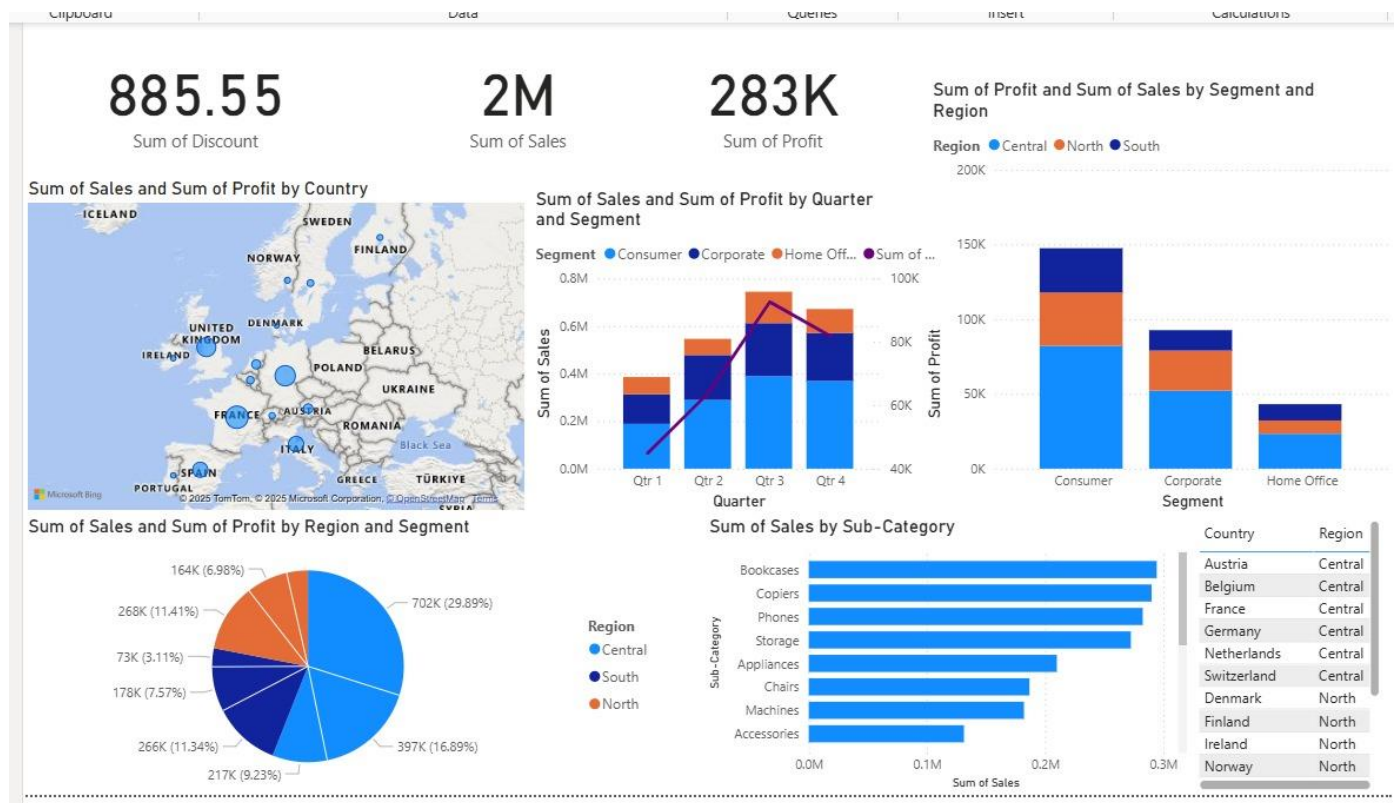 Clipboard
Data
Queries
Insert
Calculations
885.55
Sum of Discount
2M
Sum of Sales
283K
Sum of Profit
Sum of Profit and Sum of Sales by Segment and
Region
Region Central North South
200K
150K
100K
50K
0K
Sum of Profit
Consumer
Corporate
Home Office
Segment
Sum of Sales and Sum of Profit by Country
ICELAND
SWEDEN
FINLAND
NORWAY
UNITED
KINGDOM
DENMARK
IRELAND
BELARUS
POLAND
UKRAINE
FRANCE
AUSTRIA
ROMANIA
ITALY
Black Sea
SPAIN
PORTUGAL
GREECE
TÜRKIYE
SYRIA
Microsoft Bing
© 2025 TomTom, © 2025 Microsoft Corporation, © OpenStreetMap Terms
Sum of Sales and Sum of Profit by Quarter
and Segment
Segment Consumer Corporate Home Off... Sum of ...
0.8M
0.6M
0.4M
0.2M
0.0M
Sum of Sales
100K
80K
60K
40K
Qtr 1
Qtr 2
Qtr 3
Qtr 4
Quarter
Sum of Sales and Sum of Profit by Region and Segment
164K (6.98%)
702K (29.89%)
268K (11.41%)
73K (3.11%)
178K (7.57%)
266K (11.34%)
397K (16.89%)
217K (9.23%)
Region
Central
South
North
Sum of Sales by Sub-Category
Sub-Category
Bookcases
Copiers
Phones
Storage
Appliances
Chairs
Machines
Accessories
0.0M
0.1M
0.2M
0.3M
Sum of Sales
Country Region
Austria Central
Belgium Central
France Central
Germany Central
Netherlands Central
Switzerland Central
Denmark North
Finland North
Ireland North
Norway North